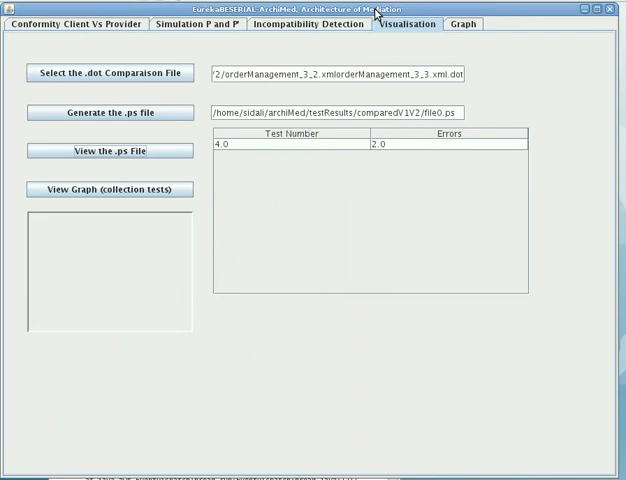 EurekaBESERIAL ArchiMed, Architecture of Mediation
Conformity Client Vs Provider Simulation P and P' Incompatibility Detection Visualisation Graph
Select the .dot Comparaison File /2/orderManagement_3_2.xmlorderManagement_3_3.xml.dot
Generate the .ps file /home/sidali/archiMed/testResults/comparedV1V2/file0.ps
Test Number Errors
4.0 2.0
View the .ps File
View Graph (collection tests)